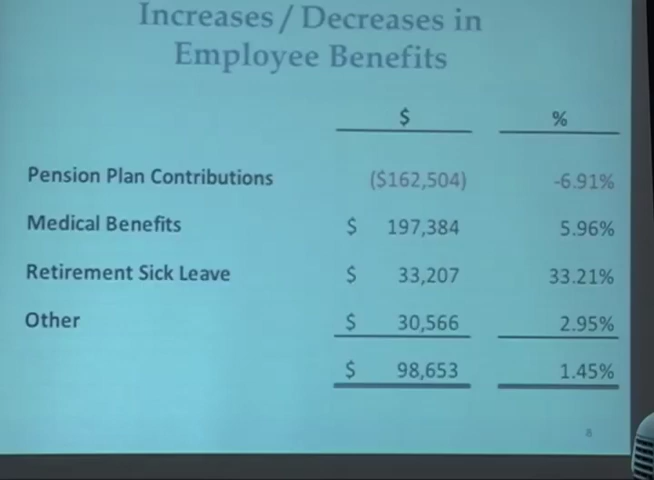 Increases / Decreases in
Employee Benefits
$ %
Pension Plan Contributions ($162,504) -6.91%
Medical Benefits $ 197,384 5.96%
Retirement Sick Leave $ 33,207 33.21%
Other $ 30,566 2.95%
$ 98,653 1.45%
8